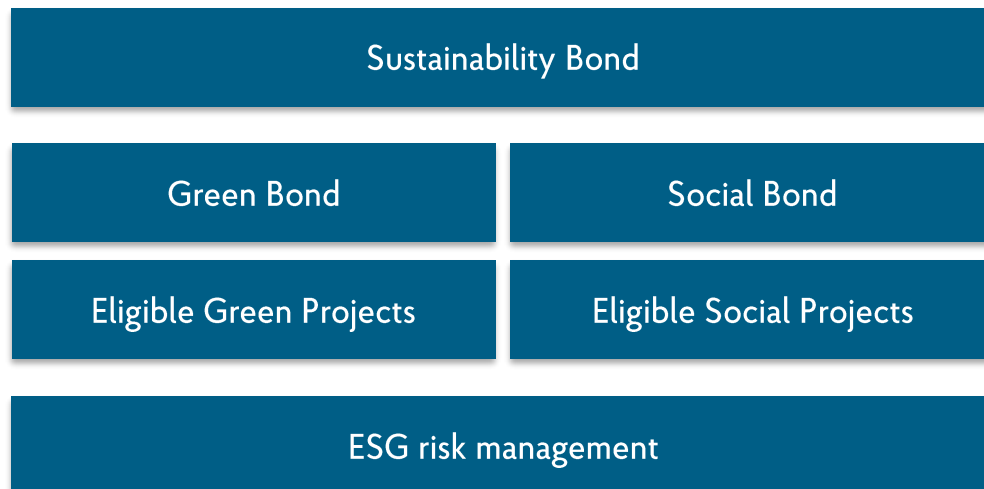 Sustainability Bond
Green Bond
Social Bond
Eligible Green Projects
Eligible Social Projects
ESG risk management